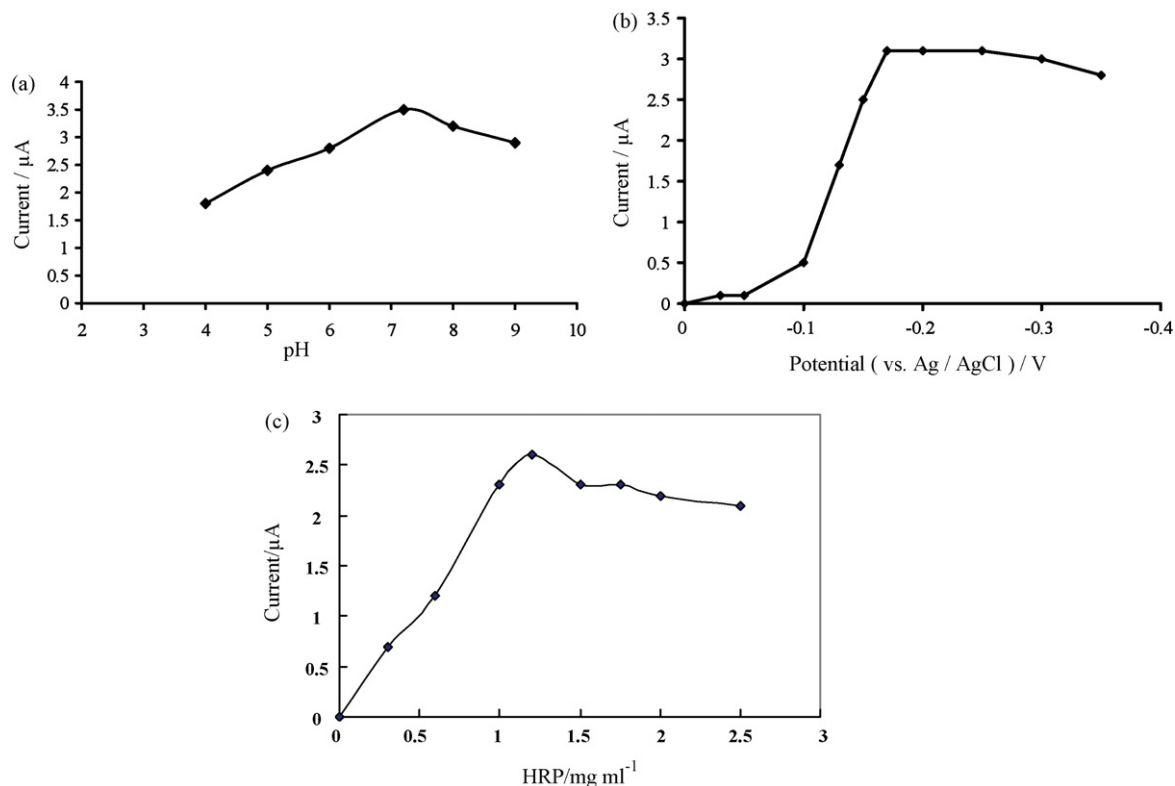 (a)
4
3.5
3
2.5
2
1.5
1
0.5
0
Current / µA
2 3 4 5 6 7 8 9 10
pH
(b)
3.5
3
2.5
2
1.5
1
0.5
0
Current / µA
0 -0.1 -0.2 -0.3 -0.4
Potential ( vs. Ag / AgCl ) / V
(c)
3
2.5
2
1.5
1
0.5
0
Current/µA
0 0.5 1 1.5 2 2.5 3
HRP/mg ml⁻¹